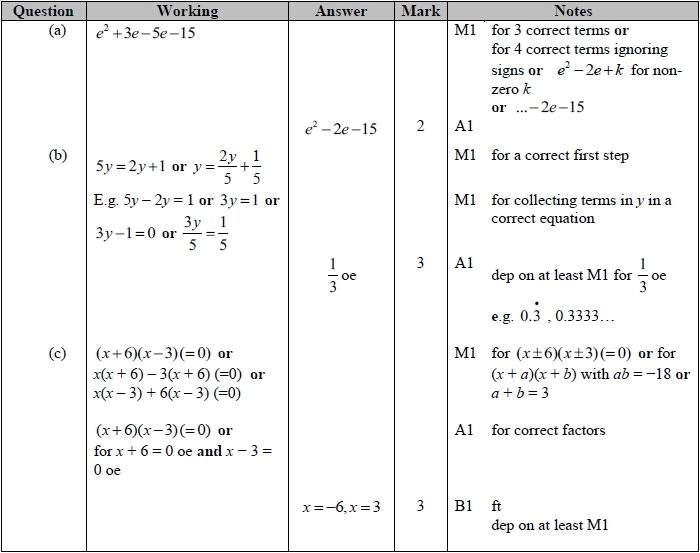 Question Working Answer Mark Notes
(a) e² + 3e – 5e – 15 M1 for 3 correct terms or
for 4 correct terms ignoring
signs or e² – 2e + k for non-
zero k
or ...– 2e – 15
e² – 2e – 15 2 A1
(b) 5y = 2y + 1 or y = 2y/5 + 1/5 M1 for a correct first step
E.g. 5y – 2y = 1 or 3y = 1 or M1 for collecting terms in y in a
3y – 1 = 0 or 3y/5 = 1/5 correct equation
1/3 oe 3 A1 dep on at least M1 for 1/3 oe
e.g. 0.3̇ , 0.3333…
(c) (x + 6)(x – 3)(= 0) or M1 for (x ± 6)(x ± 3)(= 0) or for
x(x + 6) – 3(x + 6) (=0) or (x + a)(x + b) with ab = –18 or
x(x – 3) + 6(x – 3) (=0) a + b = 3
(x + 6)(x – 3)(= 0) or A1 for correct factors
for x + 6 = 0 oe and x – 3 =
0 oe
x = –6, x = 3 3 B1 ft
dep on at least M1